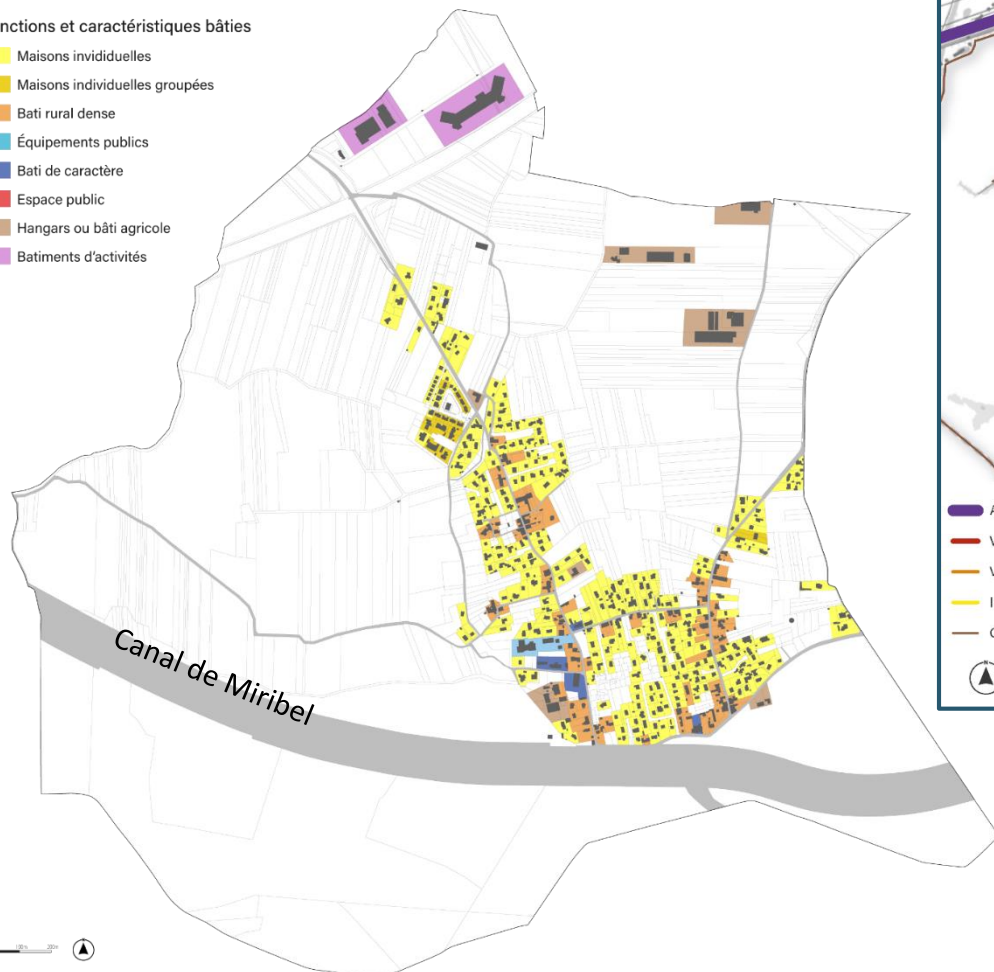 nctions et caractéristiques bâties
Maisons invididuelles
Maisons individuelles groupées
Bati rural dense
Équipements publics
Bati de caractère
Espace public
Hangars ou bâti agricole
Batiments d'activités
Canal de Miribel
A
V
V
I